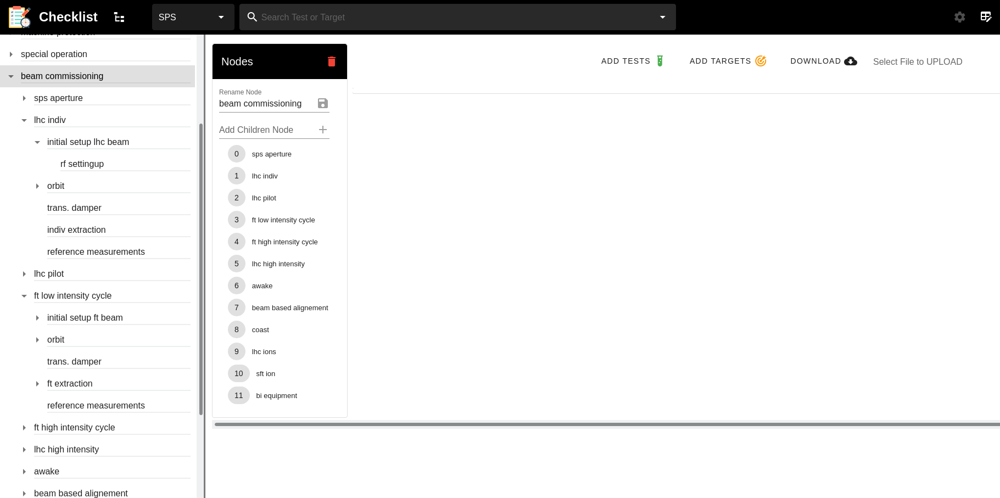 Checklist
SPS
Search Test or Target
machine protection
special operation
beam commissioning
sps aperture
lhc indiv
initial setup lhc beam
rf settingup
orbit
trans. damper
indiv extraction
reference measurements
lhc pilot
ft low intensity cycle
initial setup ft beam
orbit
trans. damper
ft extraction
reference measurements
ft high intensity cycle
lhc high intensity
awake
beam based alignement
Nodes
Rename Node
beam commissioning
Add Children Node
0 sps aperture
1 lhc indiv
2 lhc pilot
3 ft low intensity cycle
4 ft high intensity cycle
5 lhc high intensity
6 awake
7 beam based alignement
8 coast
9 lhc ions
10 sft ion
11 bi equipment
ADD TESTS
ADD TARGETS
DOWNLOAD
Select File to UPLOAD